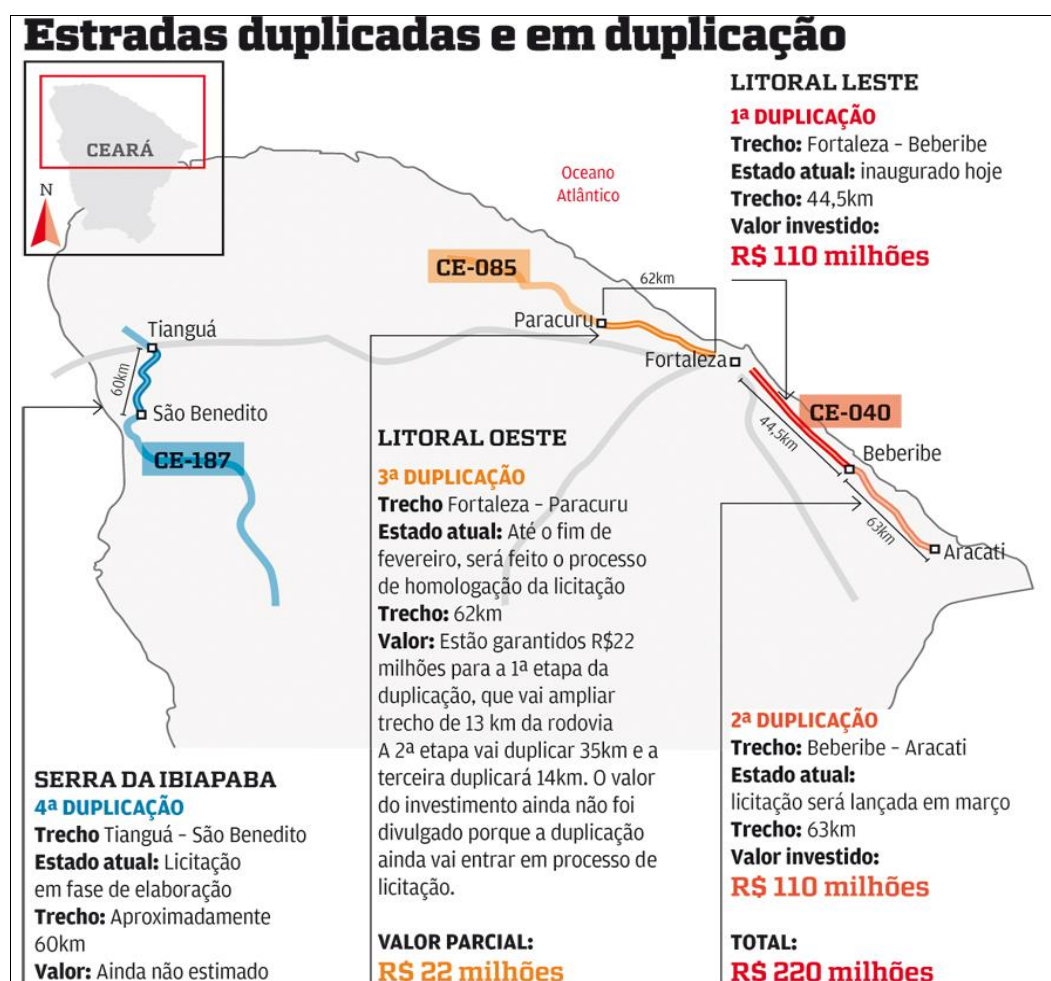 Estradas duplicadas e em duplicação
CEARÁ
N
Oceano
Atlântico
LITORAL LESTE
1ª DUPLICAÇÃO
Trecho: Fortaleza – Beberibe
Estado atual: inaugurado hoje
Trecho: 44,5km
Valor investido:
R$ 110 milhões
CE-085
62km
Paracuru
Fortaleza
Tianguá
60km
São Benedito
CE-187
CE-040
44,5km
Beberibe
63km
Aracati
LITORAL OESTE
3ª DUPLICAÇÃO
Trecho Fortaleza – Paracuru
Estado atual: Até o fim de
fevereiro, será feito o processo
de homologação da licitação
Trecho: 62km
Valor: Estão garantidos R$22
milhões para a 1ª etapa da
duplicação, que vai ampliar
trecho de 13 km da rodovia
A 2ª etapa vai duplicar 35km e a
terceira duplicará 14km. O valor
do investimento ainda não foi
divulgado porque a duplicação
ainda vai entrar em processo de
licitação.
VALOR PARCIAL:
R$ 22 milhões
2ª DUPLICAÇÃO
Trecho: Beberibe – Aracati
Estado atual:
licitação será lançada em março
Trecho: 63km
Valor investido:
R$ 110 milhões
TOTAL:
R$ 220 milhões
SERRA DA IBIAPABA
4ª DUPLICAÇÃO
Trecho Tianguá – São Benedito
Estado atual: Licitação
em fase de elaboração
Trecho: Aproximadamente
60km
Valor: Ainda não estimado